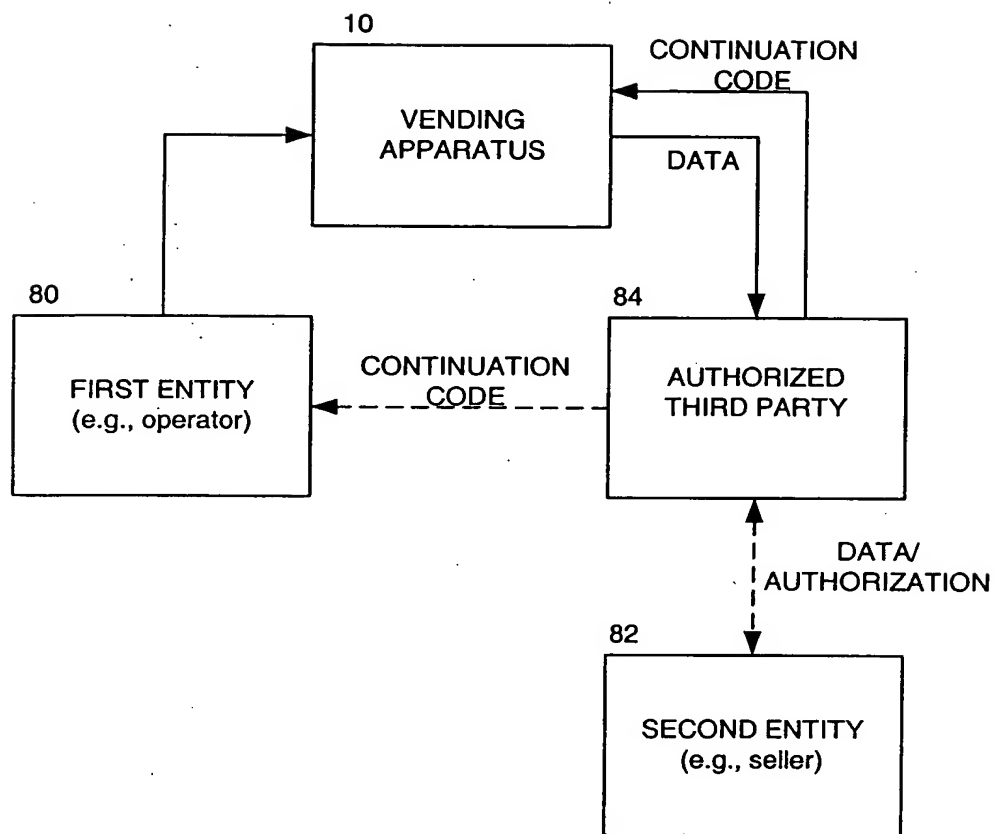 10
VENDING
APPARATUS
CONTINUATION
CODE
DATA
80
FIRST ENTITY
(e.g., operator)
CONTINUATION
CODE
84
AUTHORIZED
THIRD PARTY
DATA/
AUTHORIZATION
82
SECOND ENTITY
(e.g., seller)